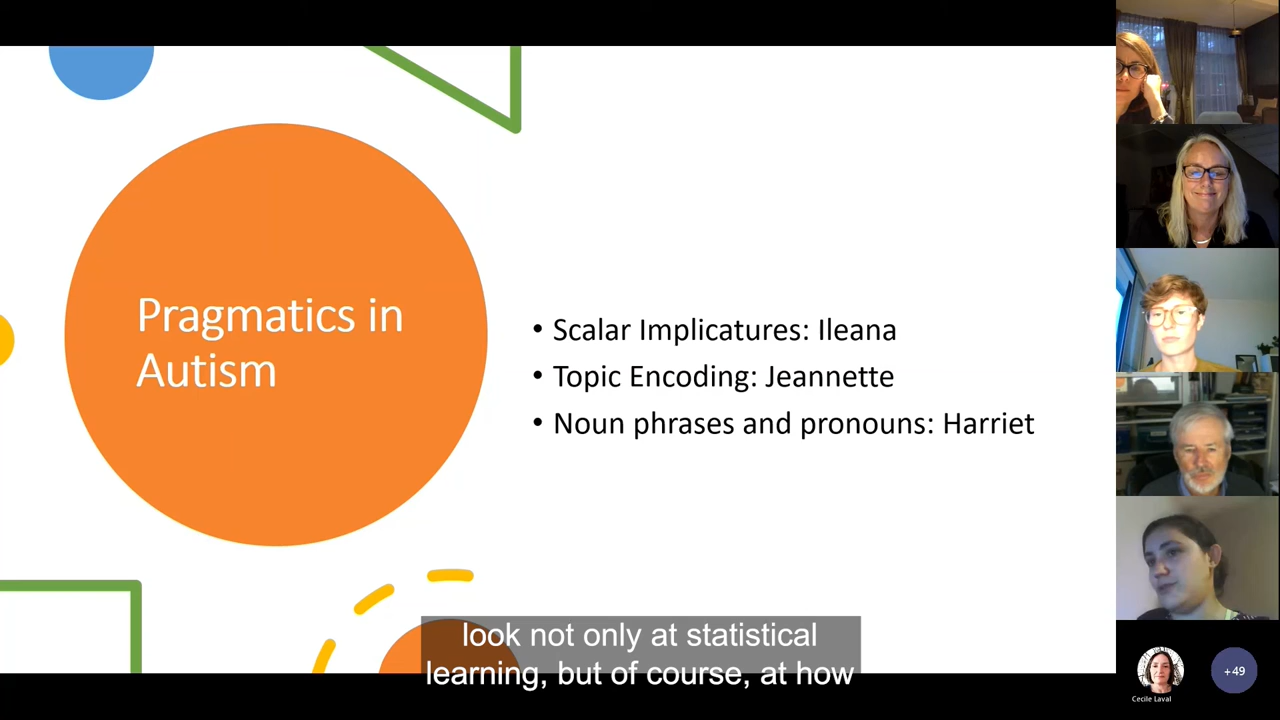 Pragmatics in
Autism
• Scalar Implicatures: Ileana
• Topic Encoding: Jeannette
• Noun phrases and pronouns: Harriet
look not only at statistical
learning, but of course, at how
Cecile Laval
+49